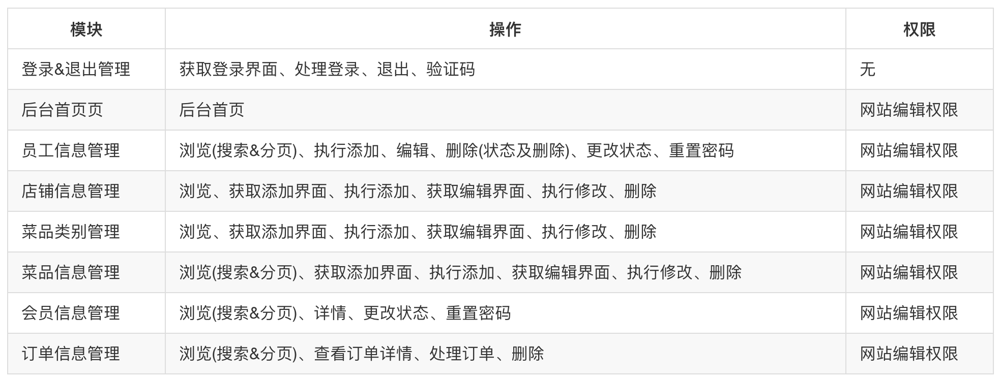 模块 操作 权限
登录&退出管理 获取登录界面、处理登录、退出、验证码 无
后台首页页 后台首页 网站编辑权限
员工信息管理 浏览(搜索&分页)、执行添加、编辑、删除(状态及删除)、更改状态、重置密码 网站编辑权限
店铺信息管理 浏览、获取添加界面、执行添加、获取编辑界面、执行修改、删除 网站编辑权限
菜品类别管理 浏览、获取添加界面、执行添加、获取编辑界面、执行修改、删除 网站编辑权限
菜品信息管理 浏览(搜索&分页)、获取添加界面、执行添加、获取编辑界面、执行修改、删除 网站编辑权限
会员信息管理 浏览(搜索&分页)、详情、更改状态、重置密码 网站编辑权限
订单信息管理 浏览(搜索&分页)、查看订单详情、处理订单、删除 网站编辑权限